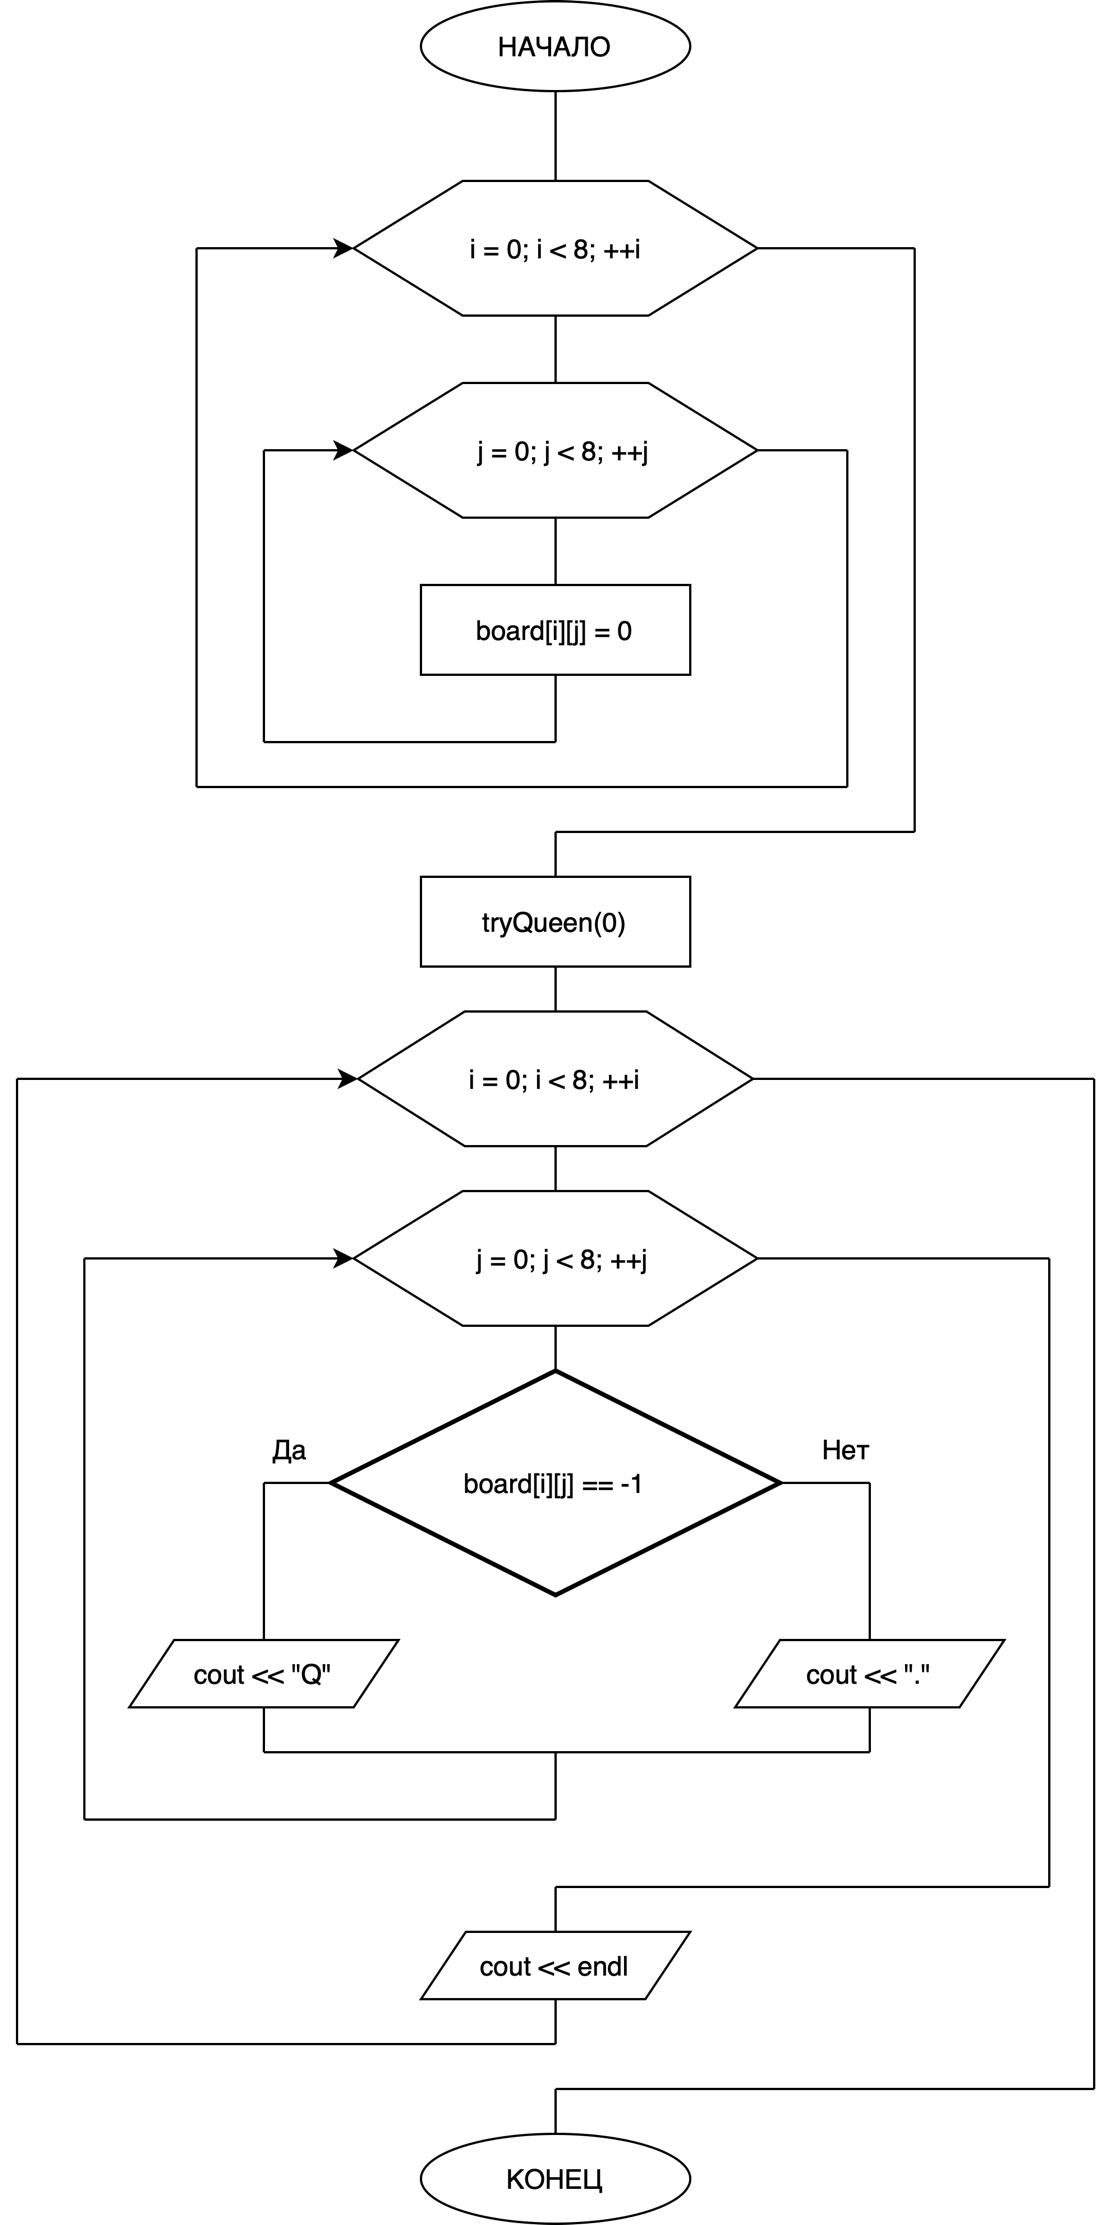 НАЧАЛО
i = 0; i < 8; ++i
j = 0; j < 8; ++j
board[i][j] = 0
tryQueen(0)
i = 0; i < 8; ++i
j = 0; j < 8; ++j
Да
Нет
board[i][j] == -1
cout << "Q"
cout << "."
cout << endl
КОНЕЦ